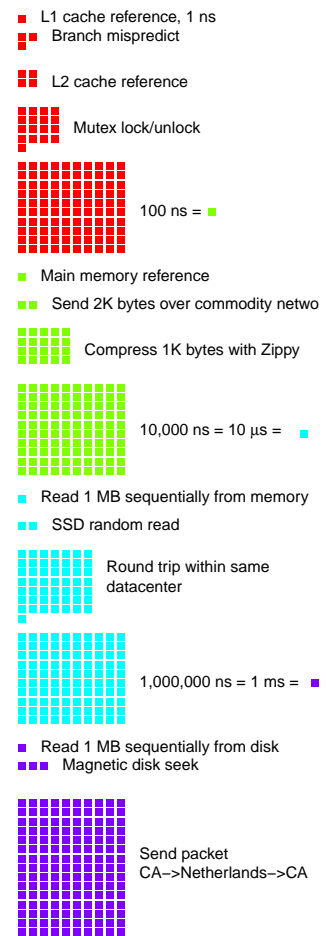 L1 cache reference, 1 ns
Branch mispredict
L2 cache reference
Mutex lock/unlock
100 ns =
Main memory reference
Send 2K bytes over commodity netwo
Compress 1K bytes with Zippy
10,000 ns = 10 μs =
Read 1 MB sequentially from memory
SSD random read
Round trip within same
datacenter
1,000,000 ns = 1 ms =
Read 1 MB sequentially from disk
Magnetic disk seek
Send packet
CA−>Netherlands−>CA